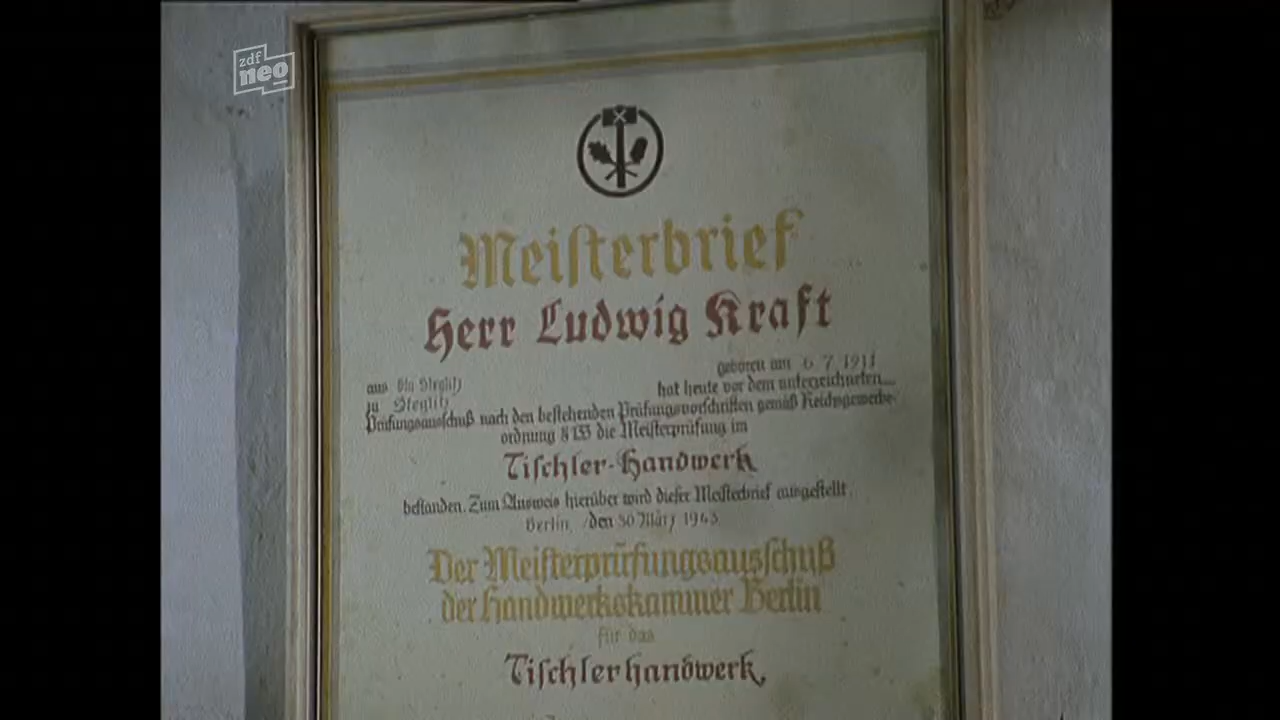 zdf
neo
Meisterbrief
Herr Ludwig Kraft
geboren am 6 7 1911
aus Bln Steglitz
hat heute vor dem unterzeichneten
zu Steglitz
Prüfungsausschuß nach den bestehenden Prüfungsvorschriften gemäß Reichsgewerbe-
ordnung § 133 die Meisterprüfung im
Tischler-Handwerk
bestanden. Zum Ausweis hierüber wird dieser Meisterbrief ausgestellt.
Berlin, den 30 März 1943
Der Meisterprüfungsausschuß
der Handwerkskammer Berlin
für das
Tischlerhandwerk.